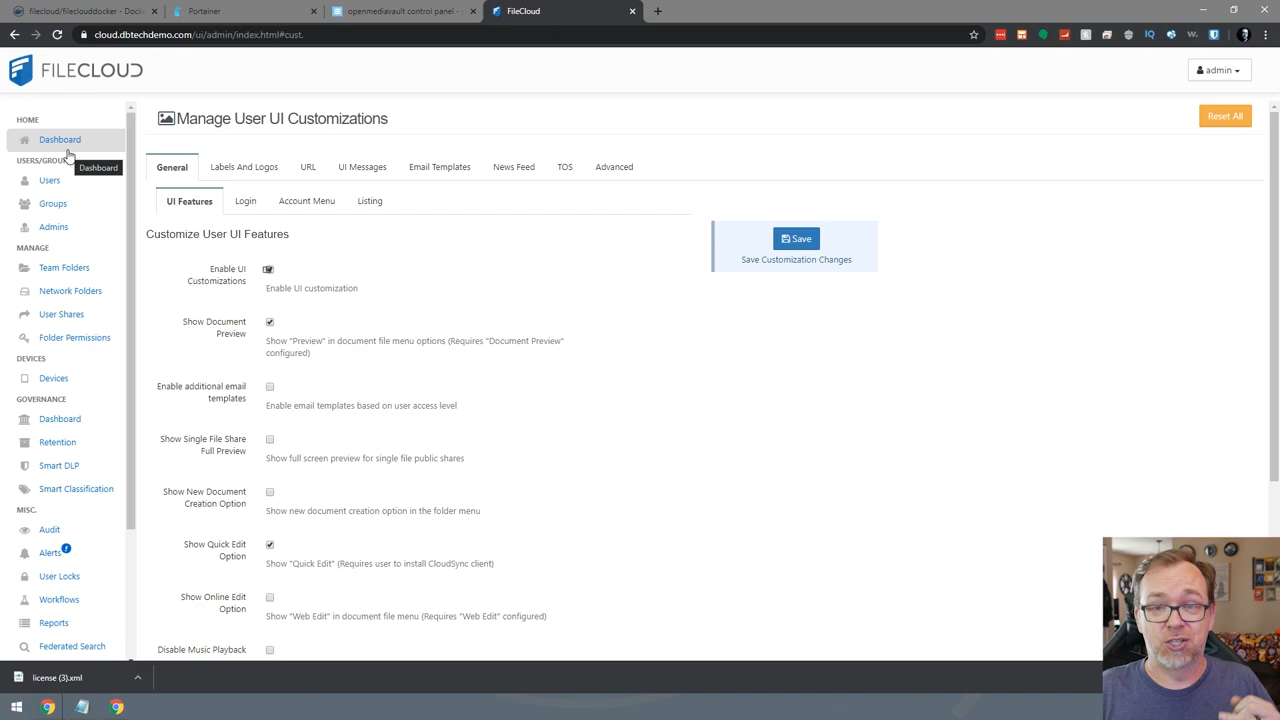 filecloud/fileclouddocker - Docke
Portainer
openmediavault control panel -
FileCloud
cloud.dbtechdemo.com/ui/admin/index.html#cust.
FILECLOUD
admin
HOME
Dashboard
USERS/GROU
Dashboard
Users
Groups
Admins
MANAGE
Team Folders
Network Folders
User Shares
Folder Permissions
DEVICES
Devices
GOVERNANCE
Dashboard
Retention
Smart DLP
Smart Classification
MISC.
Audit
Alerts
User Locks
Workflows
Reports
Federated Search
Manage User UI Customizations
Reset All
General Labels And Logos URL UI Messages Email Templates News Feed TOS Advanced
UI Features Login Account Menu Listing
Customize User UI Features
Save
Save Customization Changes
Enable UI
Customizations
Enable UI customization
Show Document
Preview
Show "Preview" in document file menu options (Requires "Document Preview"
configured)
Enable additional email
templates
Enable email templates based on user access level
Show Single File Share
Full Preview
Show full screen preview for single file public shares
Show New Document
Creation Option
Show new document creation option in the folder menu
Show Quick Edit
Option
Show "Quick Edit" (Requires user to install CloudSync client)
Show Online Edit
Option
Show "Web Edit" in document file menu (Requires "Web Edit" configured)
Disable Music Playback
license (3).xml